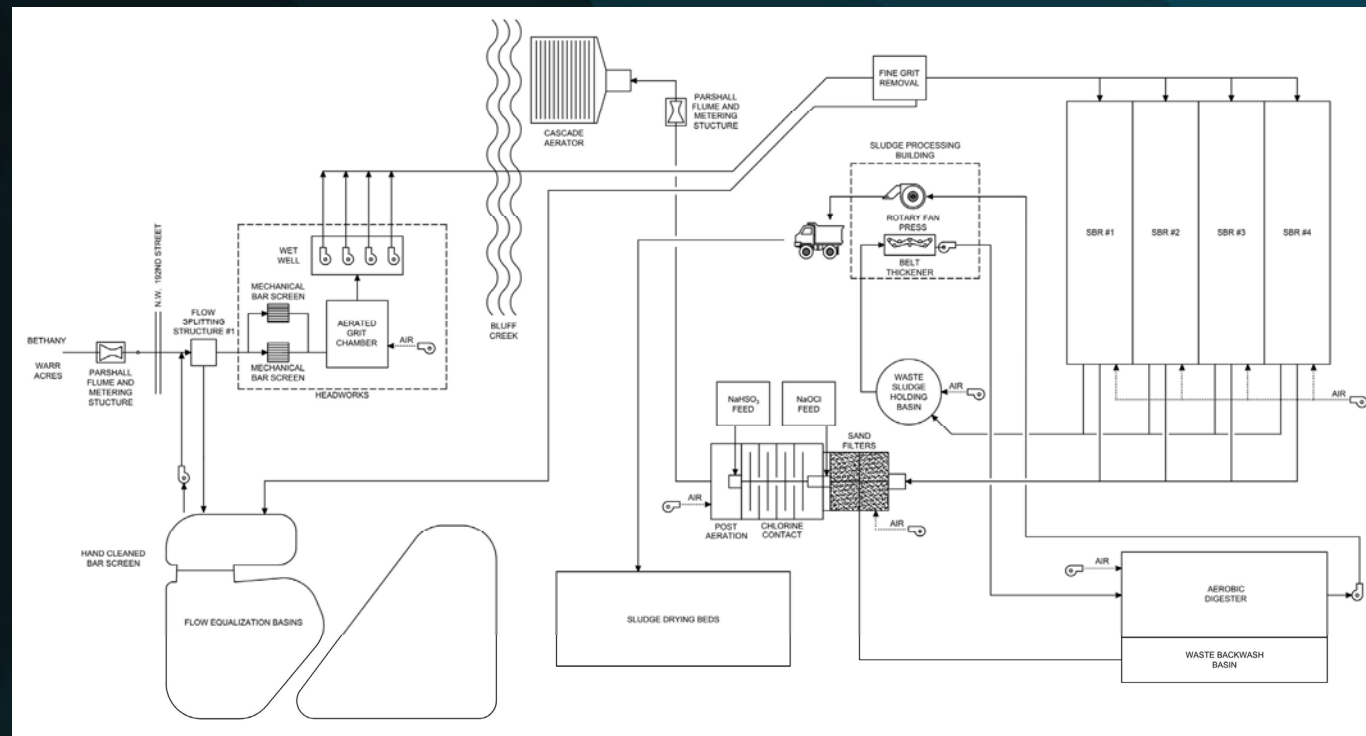 BETHANY
WARR
ACRES
PARSHALL
FLUME AND
METERING
STUCTURE
N.W. 192ND STREET
FLOW
SPLITTING
STRUCTURE #1
MECHANICAL
BAR SCREEN
MECHANICAL
BAR SCREEN
WET
WELL
AERATED
GRIT
CHAMBER
AIR
HEADWORKS
HAND CLEANED
BAR SCREEN
FLOW EQUALIZATION BASINS
BLUFF
CREEK
CASCADE
AERATOR
PARSHALL
FLUME AND
METERING
STUCTURE
FINE GRIT
REMOVAL
SLUDGE PROCESSING
BUILDING
ROTARY FAN
PRESS
BELT
THICKENER
SBR #1
SBR #2
SBR #3
SBR #4
AIR
WASTE
SLUDGE
HOLDING
BASIN
AIR
NaHSO3
FEED
NaOCl
FEED
SAND
FILTERS
AIR
POST
AERATION
CHLORINE
CONTACT
AIR
SLUDGE DRYING BEDS
AIR
AEROBIC
DIGESTER
WASTE BACKWASH
BASIN